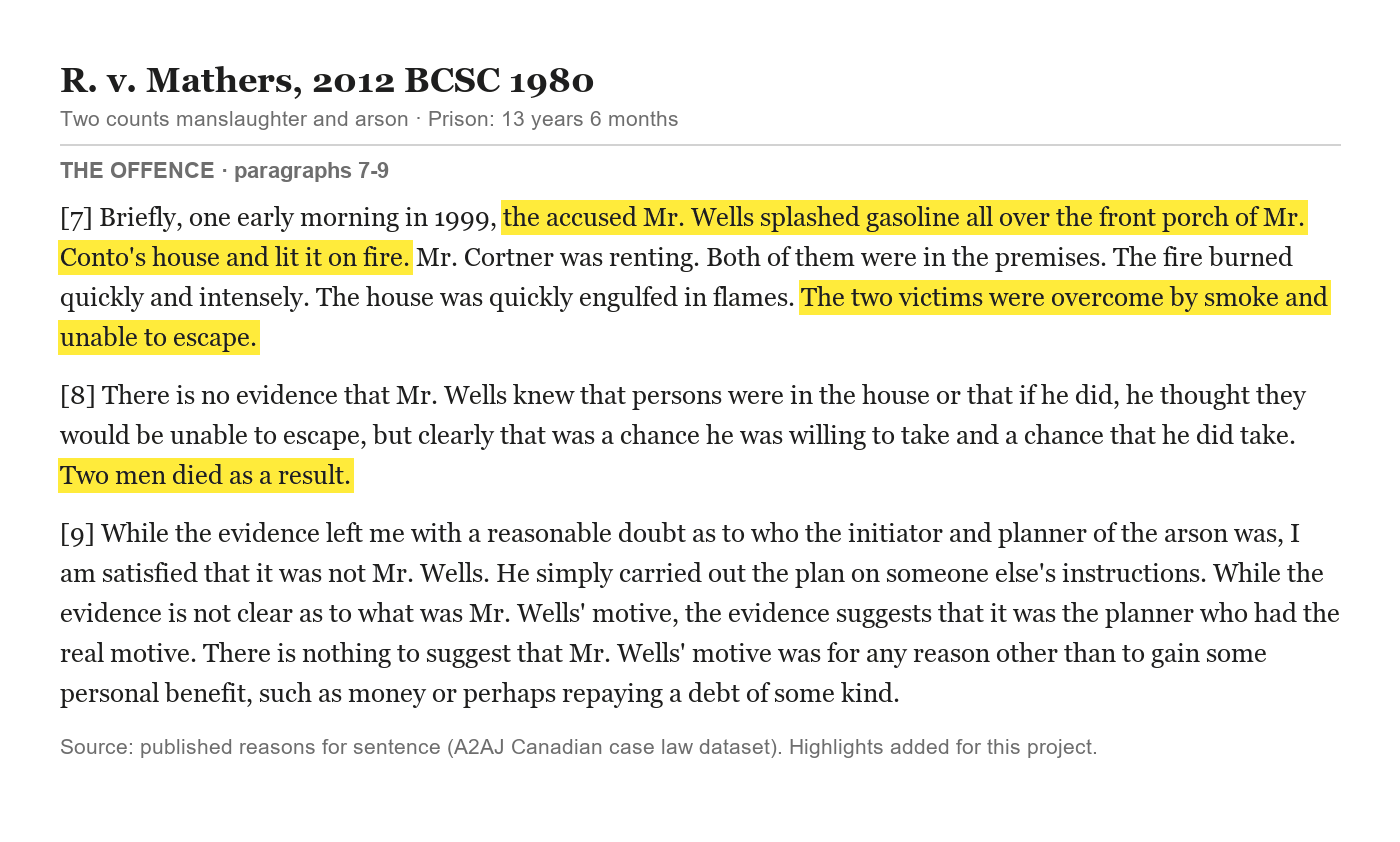 R. v. Mathers, 2012 BCSC 1980
Two counts manslaughter and arson · Prison: 13 years 6 months
THE OFFENCE · paragraphs 7-9
[7] Briefly, one early morning in 1999, the accused Mr. Wells splashed gasoline all over the front porch of Mr.
Conto's house and lit it on fire. Mr. Cortner was renting. Both of them were in the premises. The fire burned
quickly and intensely. The house was quickly engulfed in flames. The two victims were overcome by smoke and
unable to escape.
[8] There is no evidence that Mr. Wells knew that persons were in the house or that if he did, he thought they
would be unable to escape, but clearly that was a chance he was willing to take and a chance that he did take.
Two men died as a result.
[9] While the evidence left me with a reasonable doubt as to who the initiator and planner of the arson was, I
am satisfied that it was not Mr. Wells. He simply carried out the plan on someone else's instructions. While the
evidence is not clear as to what was Mr. Wells' motive, the evidence suggests that it was the planner who had the
real motive. There is nothing to suggest that Mr. Wells' motive was for any reason other than to gain some
personal benefit, such as money or perhaps repaying a debt of some kind.
Source: published reasons for sentence (A2AJ Canadian case law dataset). Highlights added for this project.